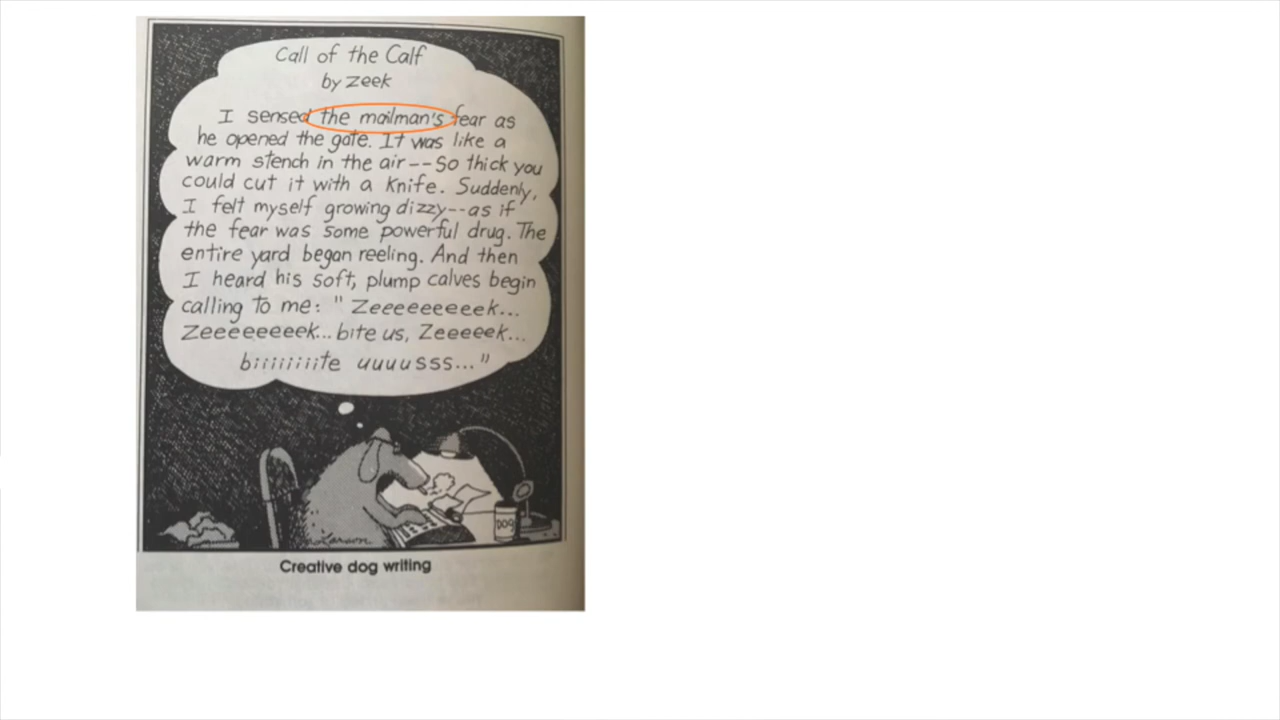 Call of the Calf
by Zeek
I sensed the mailman's fear as
he opened the gate. It was like a
warm stench in the air--So thick you
could cut it with a knife. Suddenly,
I felt myself growing dizzy--as if
the fear was some powerful drug. The
entire yard began reeling. And then
I heard his soft, plump calves begin
calling to me: " Zeeeeeeeeek...
Zeeeeeeeek... bite us, Zeeeeek...
biiiiiiiite uuuusss..."
DOG
Larson
Creative dog writing